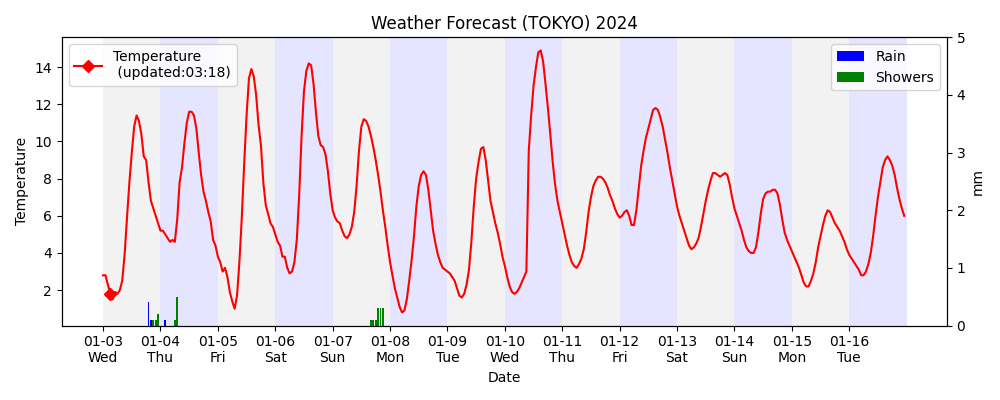 Weather Forecast (TOKYO) 2024
Temperature
(updated:03:18)
Rain
Showers
Temperature
14
12
10
8
6
4
2
5
4
3
2
1
0
mm
01-03 01-04 01-05 01-06 01-07 01-08 01-09 01-10 01-11 01-12 01-13 01-14 01-15 01-16
Wed Thu Fri Sat Sun Mon Tue Wed Thu Fri Sat Sun Mon Tue
Date